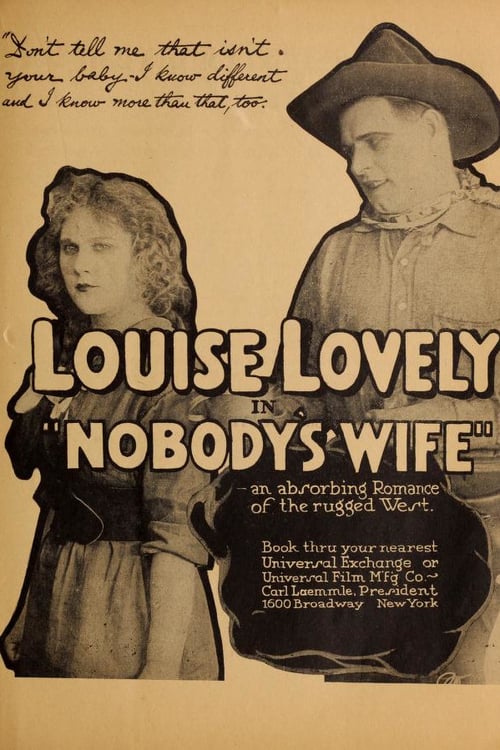 "Don't tell me that isn't
your baby - I know different
and I know more than that, too.
LOUISE LOVELY
IN
"NOBODY'S WIFE"
- an absorbing Romance
of the rugged West.
Book thru your nearest
Universal Exchange or
Universal Film M'f'g Co. ~
Carl Laemmle, President
1600 Broadway New York